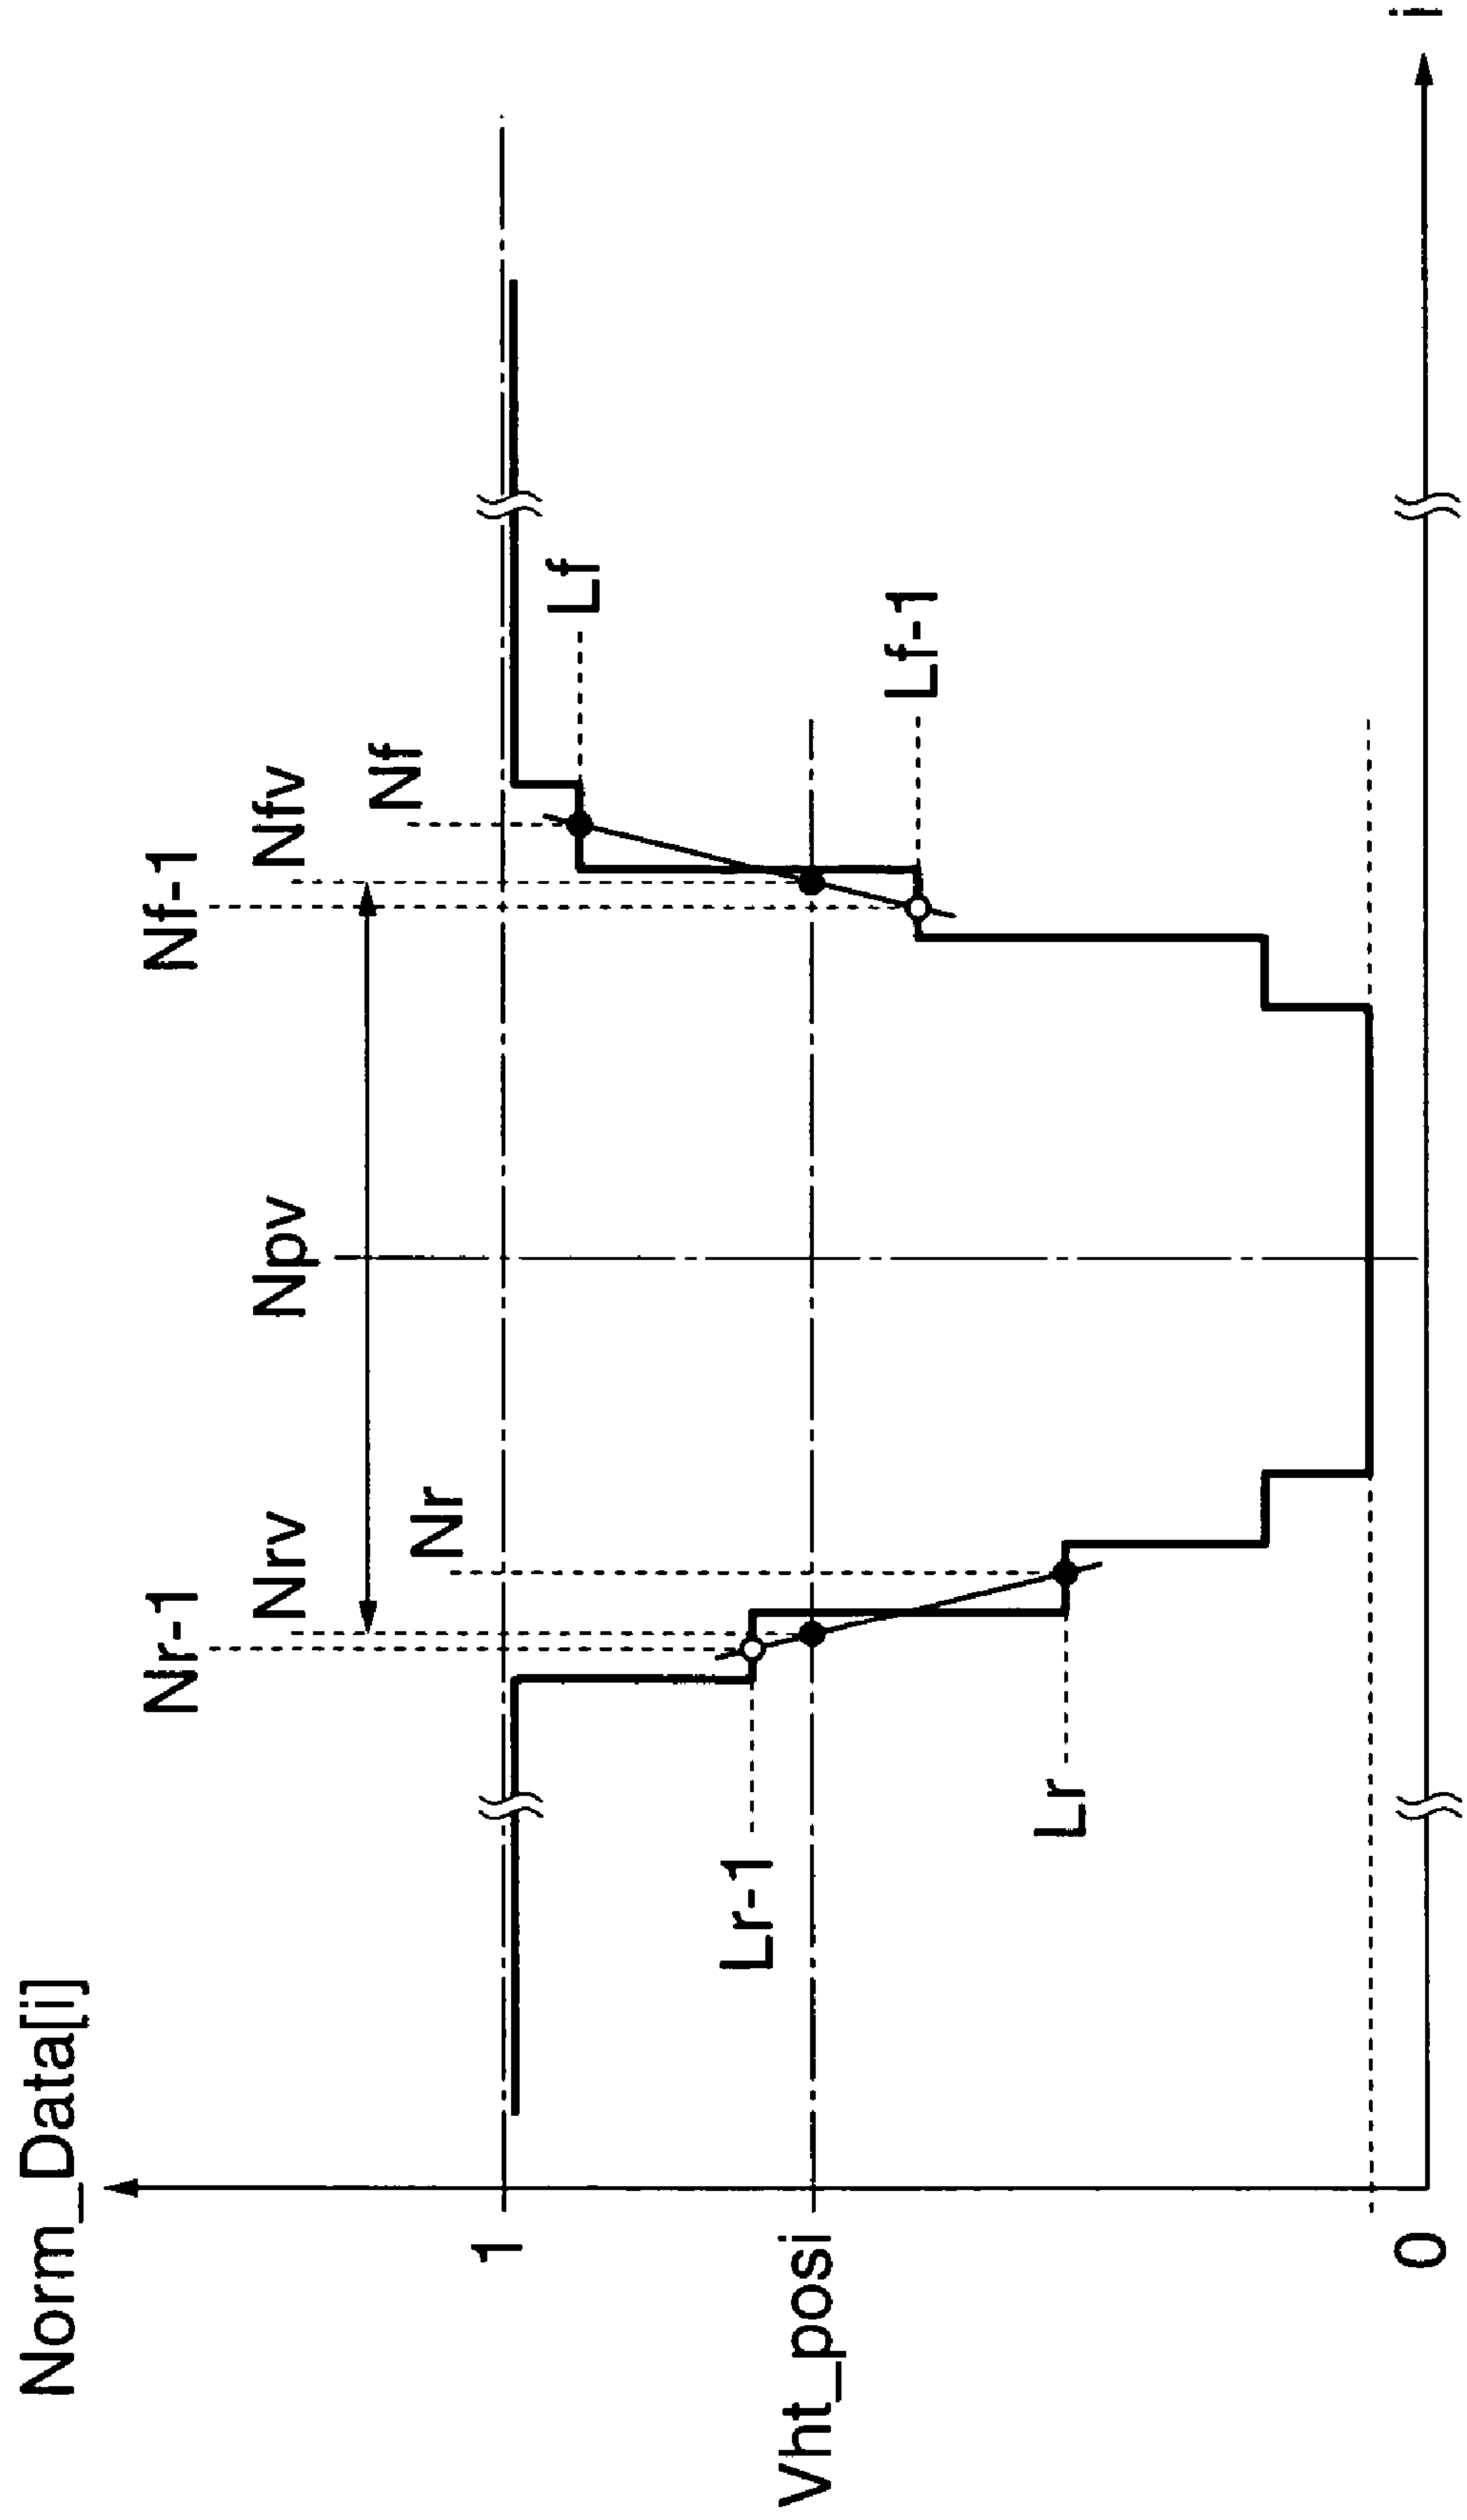 Norm_Data[i]
Nr-1
Nf-1
Nrv
Npv
Nfv
Nr
Nf
1
Lf
Lr-1
Vht_posi
Lf-1
Lr
0
i